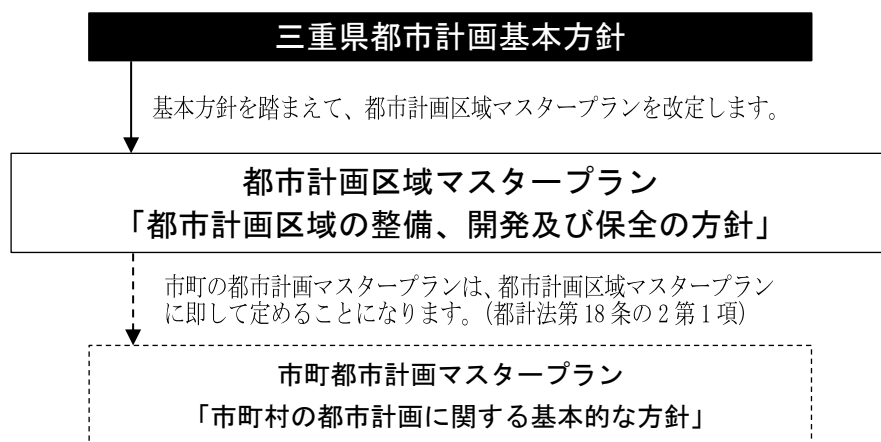 三重県都市計画基本方針
基本方針を踏まえて、都市計画区域マスタープランを改定します。
都市計画区域マスタープラン
「都市計画区域の整備、開発及び保全の方針」
市町の都市計画マスタープランは、都市計画区域マスタープラン
に即して定めることになります。（都計法第18条の2第1項）
市町都市計画マスタープラン
「市町村の都市計画に関する基本的な方針」